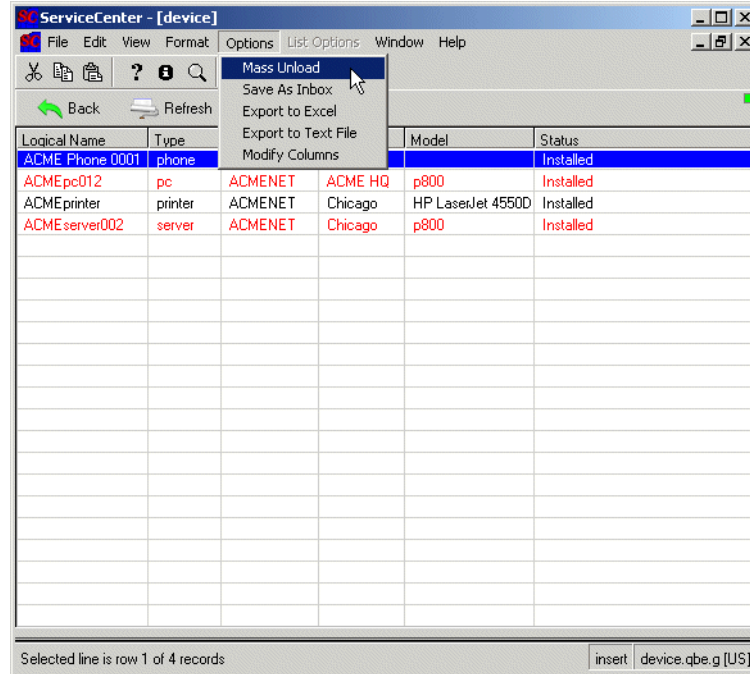 SC ServiceCenter - [device]
SC File Edit View Format Options List Options Window Help
Mass Unload
Save As Inbox
Export to Excel
Export to Text File
Modify Columns
Back Refresh
Logical Name Type Model Status
ACME Phone 0001 phone Installed
ACMEpc012 pc ACMENET ACME HQ p800 Installed
ACMEprinter printer ACMENET Chicago HP LaserJet 4550D Installed
ACMEserver002 server ACMENET Chicago p800 Installed
Selected line is row 1 of 4 records insert device.qbe.g [US]